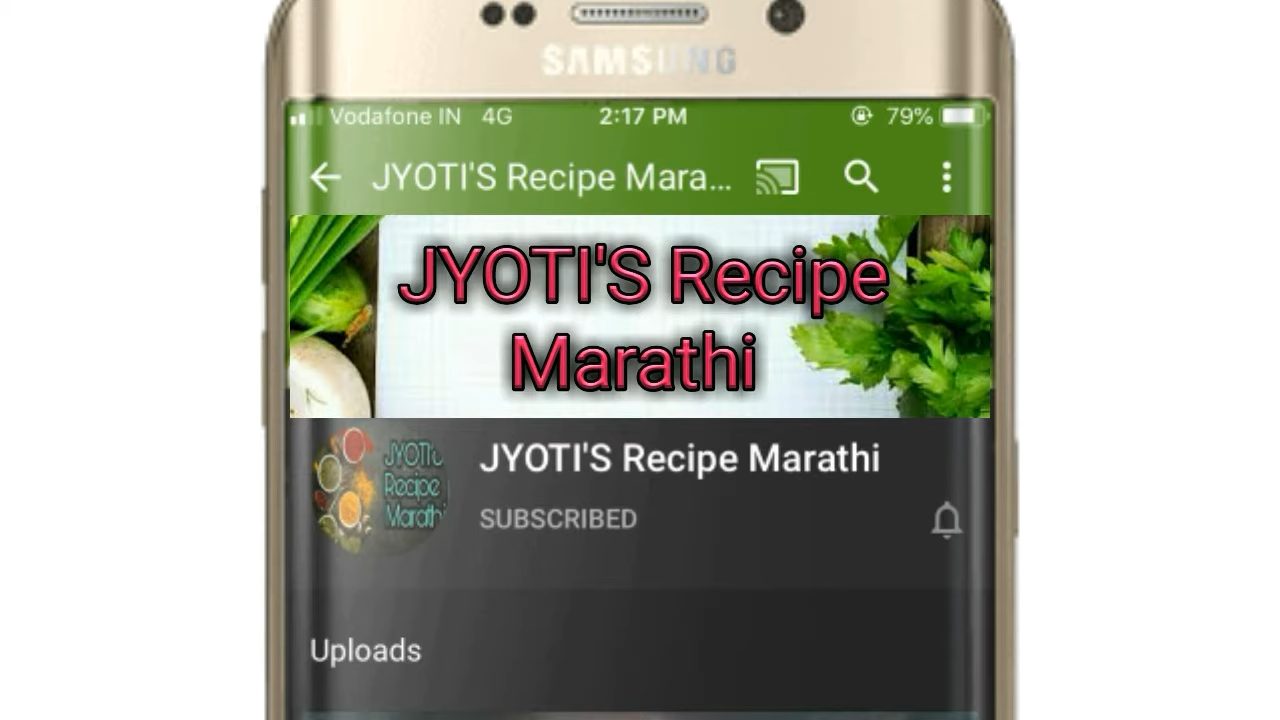 SAMSUNG
Vodafone IN 4G 2:17 PM 79%
JYOTI'S Recipe Mara...
JYOTI'S Recipe
Marathi
JYOTI'S Recipe Marathi
JYOTI'S
Recipe
Marathi
SUBSCRIBED
Uploads